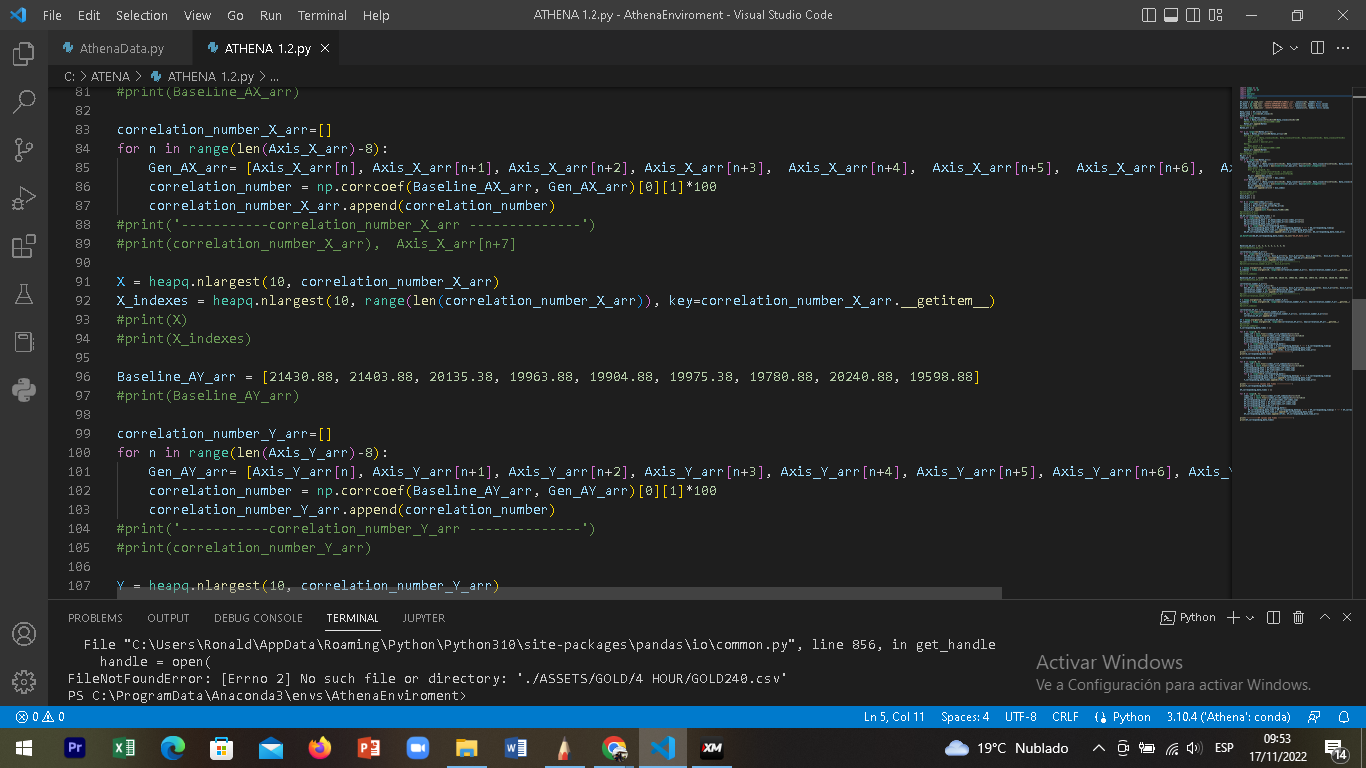 File Edit Selection View Go Run Terminal Help ATHENA 1.2.py - AthenaEnviroment - Visual Studio Code
AthenaData.py ATHENA 1.2.py
C: > ATENA > ATHENA 1.2.py > ...
81 #print(Baseline_AX_arr)
82
83 correlation_number_X_arr=[]
84 for n in range(len(Axis_X_arr)-8):
85 Gen_AX_arr= [Axis_X_arr[n], Axis_X_arr[n+1], Axis_X_arr[n+2], Axis_X_arr[n+3],  Axis_X_arr[n+4],  Axis_X_arr[n+5],  Axis_X_arr[n+6],
86 correlation_number = np.corrcoef(Baseline_AX_arr, Gen_AX_arr)[0][1]*100
87 correlation_number_X_arr.append(correlation_number)
88 #print('-----------correlation_number_X_arr --------------')
89 #print(correlation_number_X_arr),  Axis_X_arr[n+7]
90
91 X = heapq.nlargest(10, correlation_number_X_arr)
92 X_indexes = heapq.nlargest(10, range(len(correlation_number_X_arr)), key=correlation_number_X_arr.__getitem__)
93 #print(X)
94 #print(X_indexes)
95
96 Baseline_AY_arr = [21430.88, 21403.88, 20135.38, 19963.88, 19904.88, 19975.38, 19780.88, 20240.88, 19598.88]
97 #print(Baseline_AY_arr)
98
99 correlation_number_Y_arr=[]
100 for n in range(len(Axis_Y_arr)-8):
101 Gen_AY_arr= [Axis_Y_arr[n], Axis_Y_arr[n+1], Axis_Y_arr[n+2], Axis_Y_arr[n+3], Axis_Y_arr[n+4], Axis_Y_arr[n+5], Axis_Y_arr[n+6], Axis_Y
102 correlation_number = np.corrcoef(Baseline_AY_arr, Gen_AY_arr)[0][1]*100
103 correlation_number_Y_arr.append(correlation_number)
104 #print('-----------correlation_number_Y_arr --------------')
105 #print(correlation_number_Y_arr)
106
107 Y = heapq.nlargest(10, correlation_number_Y_arr)
PROBLEMS OUTPUT DEBUG CONSOLE TERMINAL JUPYTER Python
File "C:\Users\Ronald\AppData\Roaming\Python\Python310\site-packages\pandas\io\common.py", line 856, in get_handle
handle = open(
FileNotFoundError: [Errno 2] No such file or directory: './ASSETS/GOLD/4 HOUR/GOLD240.csv'
PS C:\ProgramData\Anaconda3\envs\AthenaEnviroment>
Activar Windows
Ve a Configuración para activar Windows.
0 0 Ln 5, Col 11 Spaces: 4 UTF-8 CRLF Python 3.10.4 ('Athena': conda)
Pr XM 19°C Nublado ESP 09:53
17/11/2022 14